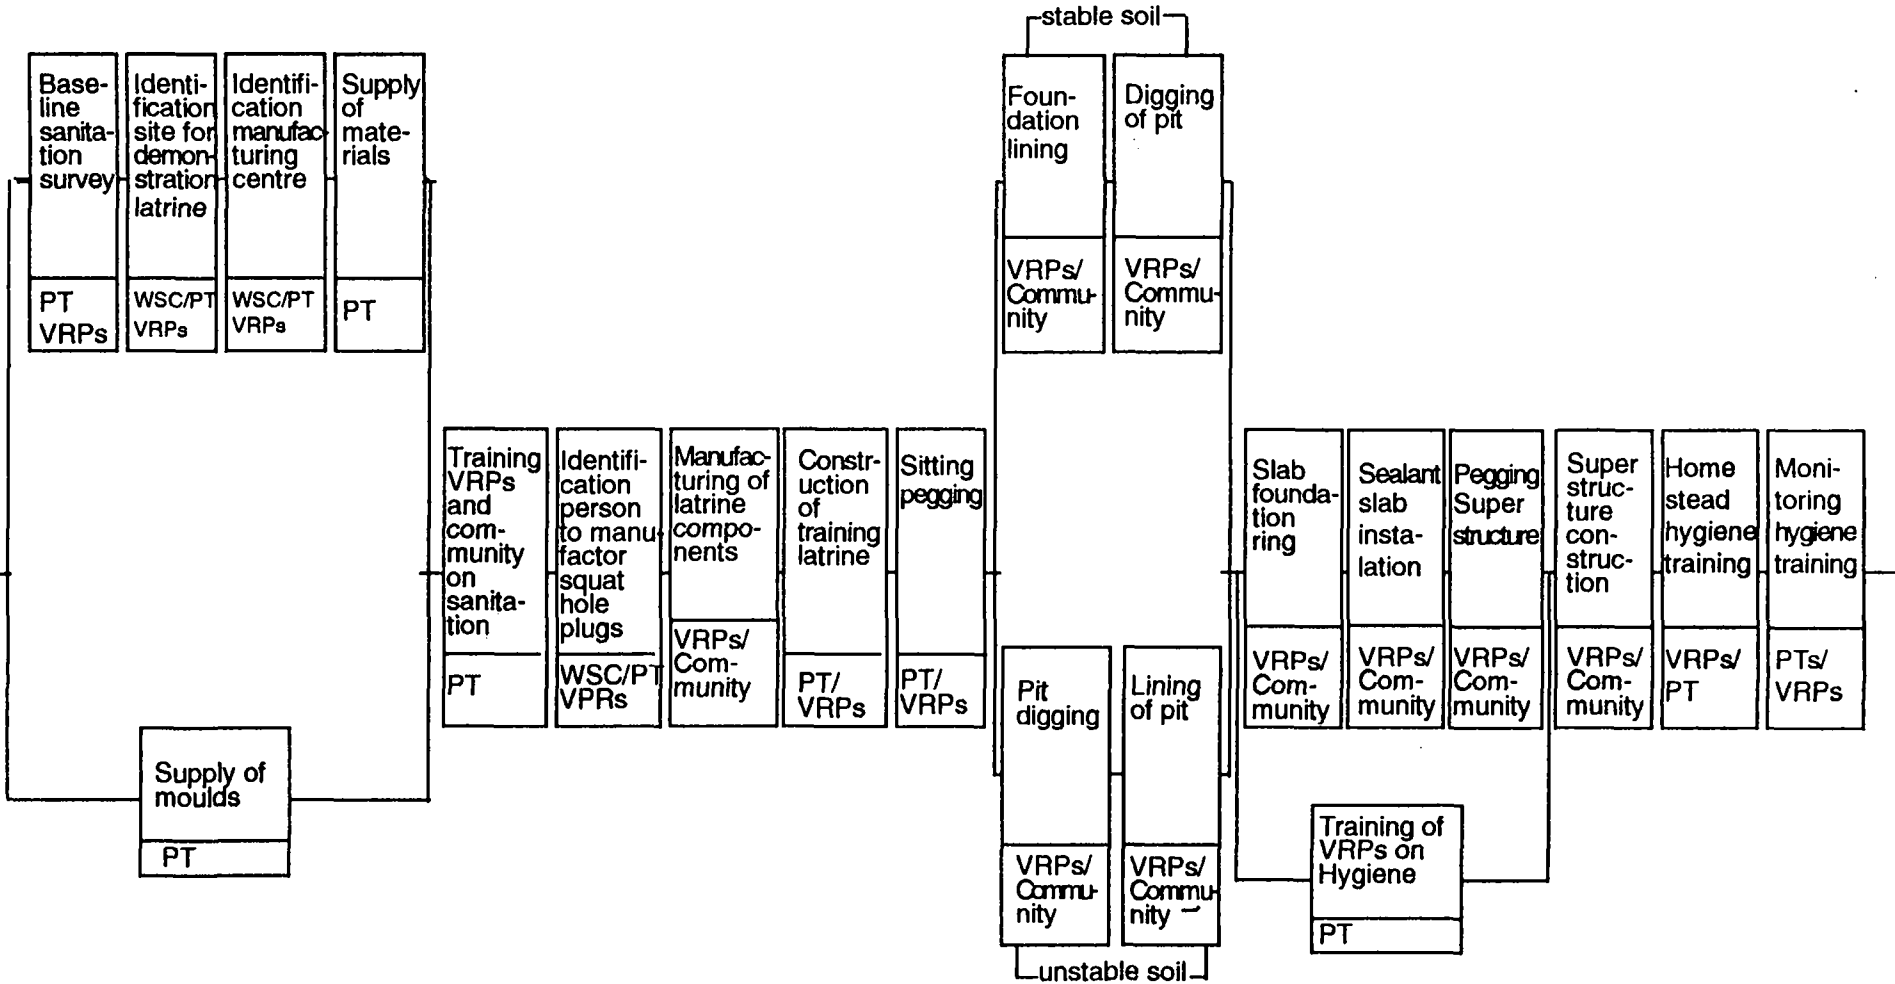 stable soil
Base-
line
sanita-
tion
survey
PT
VRPs
Identi-
fication
site for
demon-
stration
latrine
WSC/PT
VRPs
Identifi-
cation
manufac-
turing
centre
WSC/PT
VRPs
Supply
of
mate-
rials
PT
Supply of
moulds
PT
Training
VRPs
and
com-
munity
on
sanita-
tion
PT
Identifi-
cation
person
to manu-
factor
squat
hole
plugs
WSC/PT
VPRs
Manufac-
turing of
latrine
compo-
nents
VRPs/
Com-
munity
Constr-
uction
of
training
latrine
PT/
VRPs
Sitting
pegging
PT/
VRPs
Foun-
dation
lining
VRPs/
Commu-
nity
Digging
of pit
VRPs/
Commu-
nity
Pit
digging
VRPs/
Commu-
nity
Lining
of pit
VRPs/
Commu-
nity
unstable soil
Slab
founda-
tion
ring
VRPs/
Com-
munity
Sealant
slab
insta-
lation
VRPs/
Com-
munity
Pegging
Super
structure
VRPs/
Com-
munity
Super
struc-
ture
con-
struc-
tion
VRPs/
Com-
munity
Home
stead
hygiene
training
VRPs/
PT
Moni-
toring
hygiene
training
PTs/
VRPs
Training of
VRPs on
Hygiene
PT